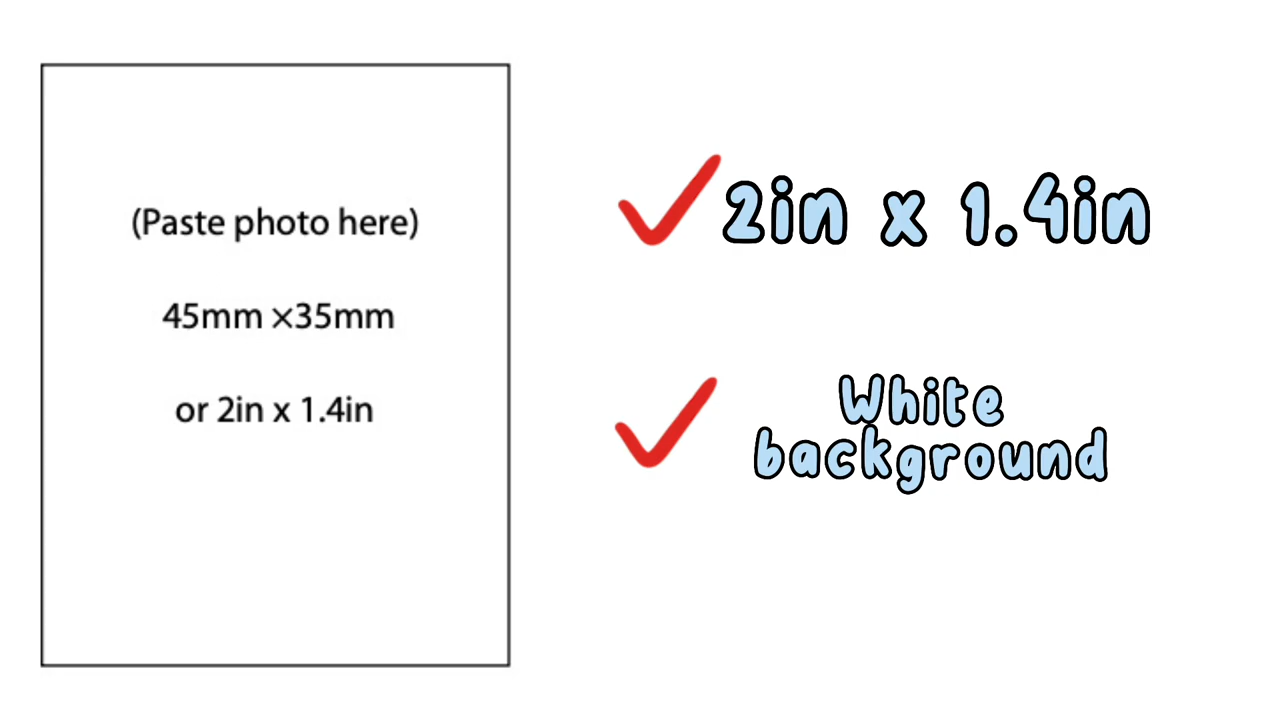 (Paste photo here)
45mm ×35mm
or 2in x 1.4in
2in x 1.4in
White
background